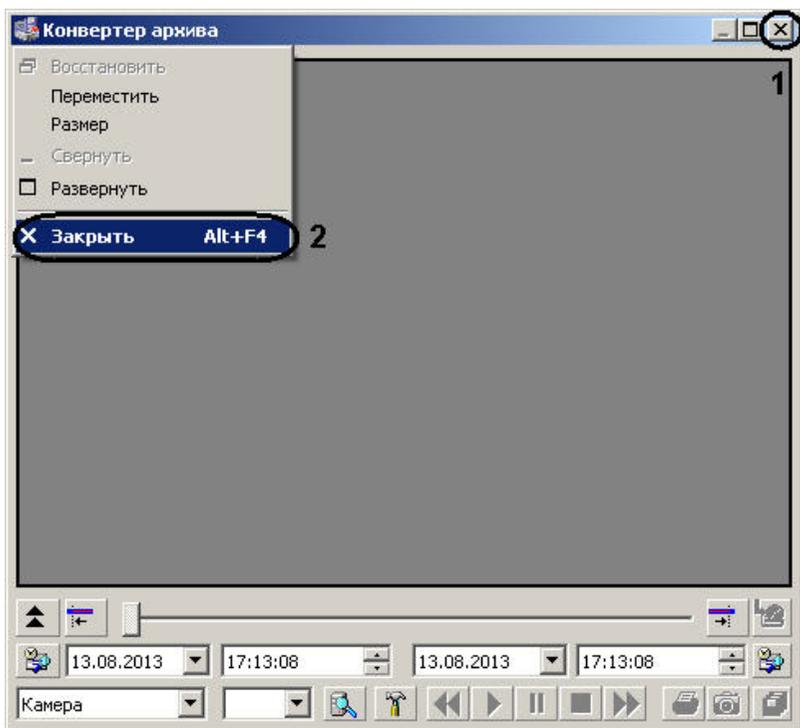 Конвертер архива
1
Восстановить
Переместить
Размер
Свернуть
Развернуть
Закрыть Alt+F4 2
13.08.2013 17:13:08 13.08.2013 17:13:08
Камера